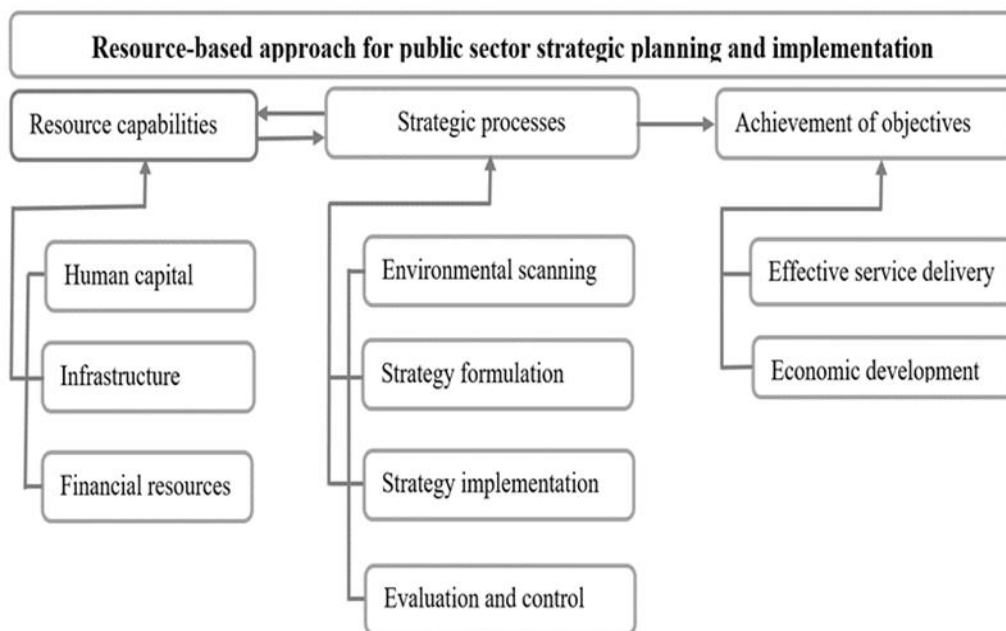 Resource-based approach for public sector strategic planning and implementation
Resource capabilities
Strategic processes
Achievement of objectives
Human capital
Infrastructure
Financial resources
Environmental scanning
Strategy formulation
Strategy implementation
Evaluation and control
Effective service delivery
Economic development